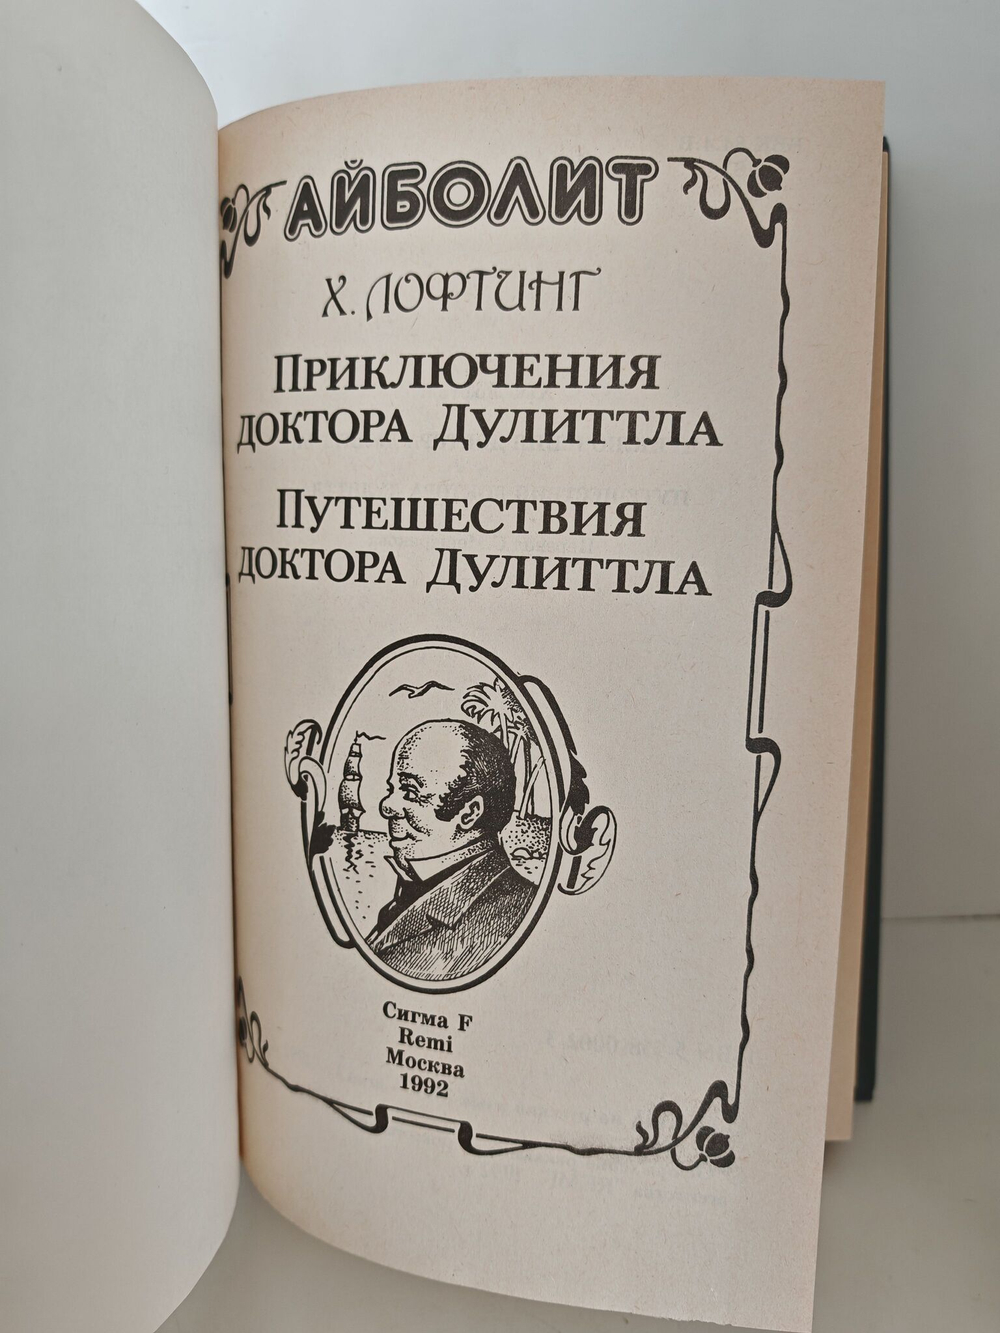 АЙБОЛИТ
Х. ЛОФТИНГ
ПРИКЛЮЧЕНИЯ
ДОКТОРА ДУЛИТТЛА
ПУТЕШЕСТВИЯ
ДОКТОРА ДУЛИТТЛА
Сигма F
Remi
Москва
1992